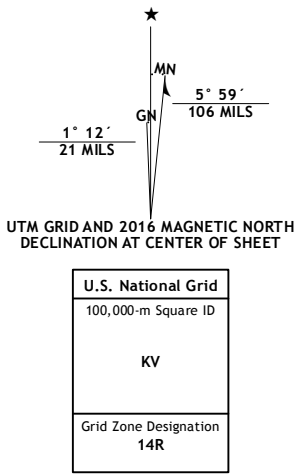 ★
MN
GN
5° 59´
106 MILS
1° 12´
21 MILS
UTM GRID AND 2016 MAGNETIC NORTH
DECLINATION AT CENTER OF SHEET
U.S. National Grid
100,000-m Square ID
KV
Grid Zone Designation
14R